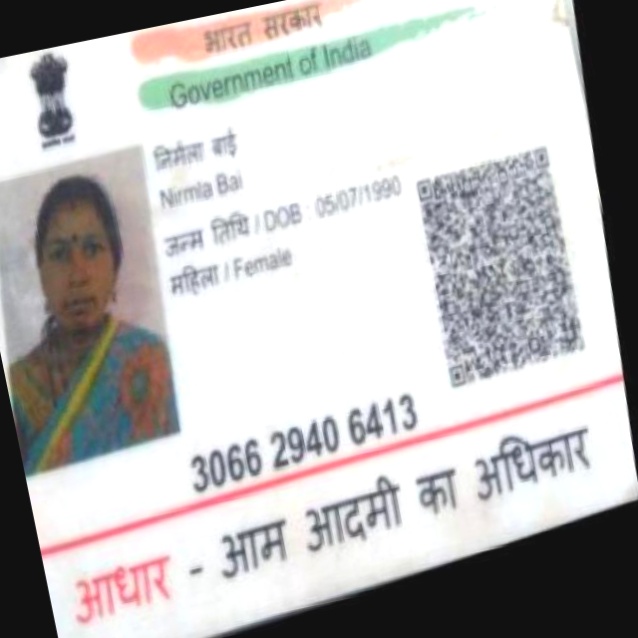 भारत सरकार
Government of India
निर्मला बाई
Nirmla Bai
जन्म तिथि / DOB : 05/07/1990
महिला / Female
3066 2940 6413
आधार - आम आदमी का अधिकार